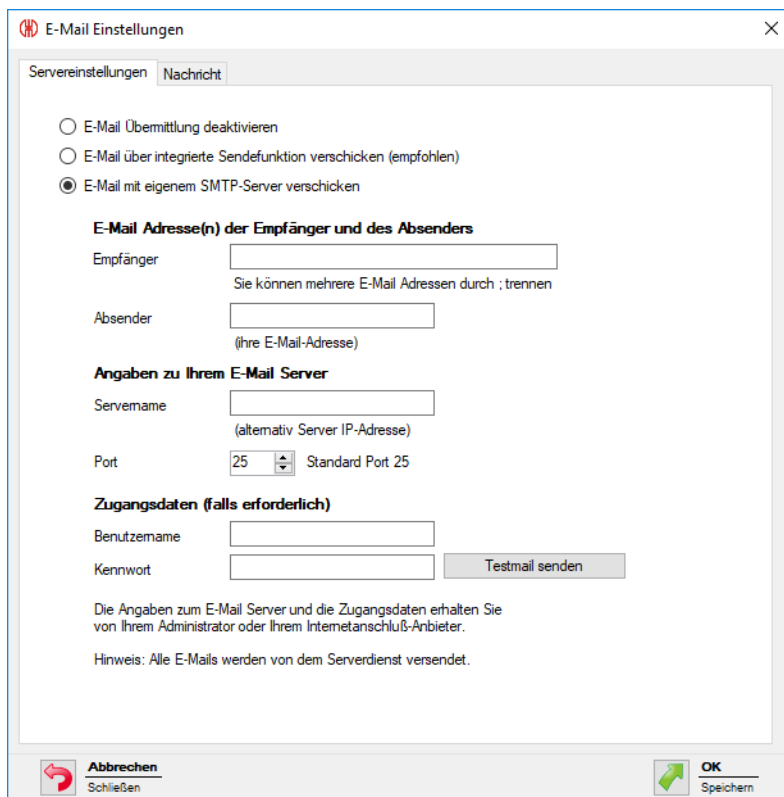 E-Mail Einstellungen
Servereinstellungen Nachricht
E-Mail Übermittlung deaktivieren
E-Mail über integrierte Sendefunktion verschicken (empfohlen)
E-Mail mit eigenem SMTP-Server verschicken
E-Mail Adresse(n) der Empfänger und des Absenders
Empfänger
Sie können mehrere E-Mail Adressen durch ; trennen
Absender
(ihre E-Mail-Adresse)
Angaben zu Ihrem E-Mail Server
Servername
(alternativ Server IP-Adresse)
Port 25 Standard Port 25
Zugangsdaten (falls erforderlich)
Benutzername
Kennwort Testmail senden
Die Angaben zum E-Mail Server und die Zugangsdaten erhalten Sie
von Ihrem Administrator oder Ihrem Internetanschluß-Anbieter.
Hinweis: Alle E-Mails werden von dem Serverdienst versendet.
Abbrechen OK
Schließen Speichern